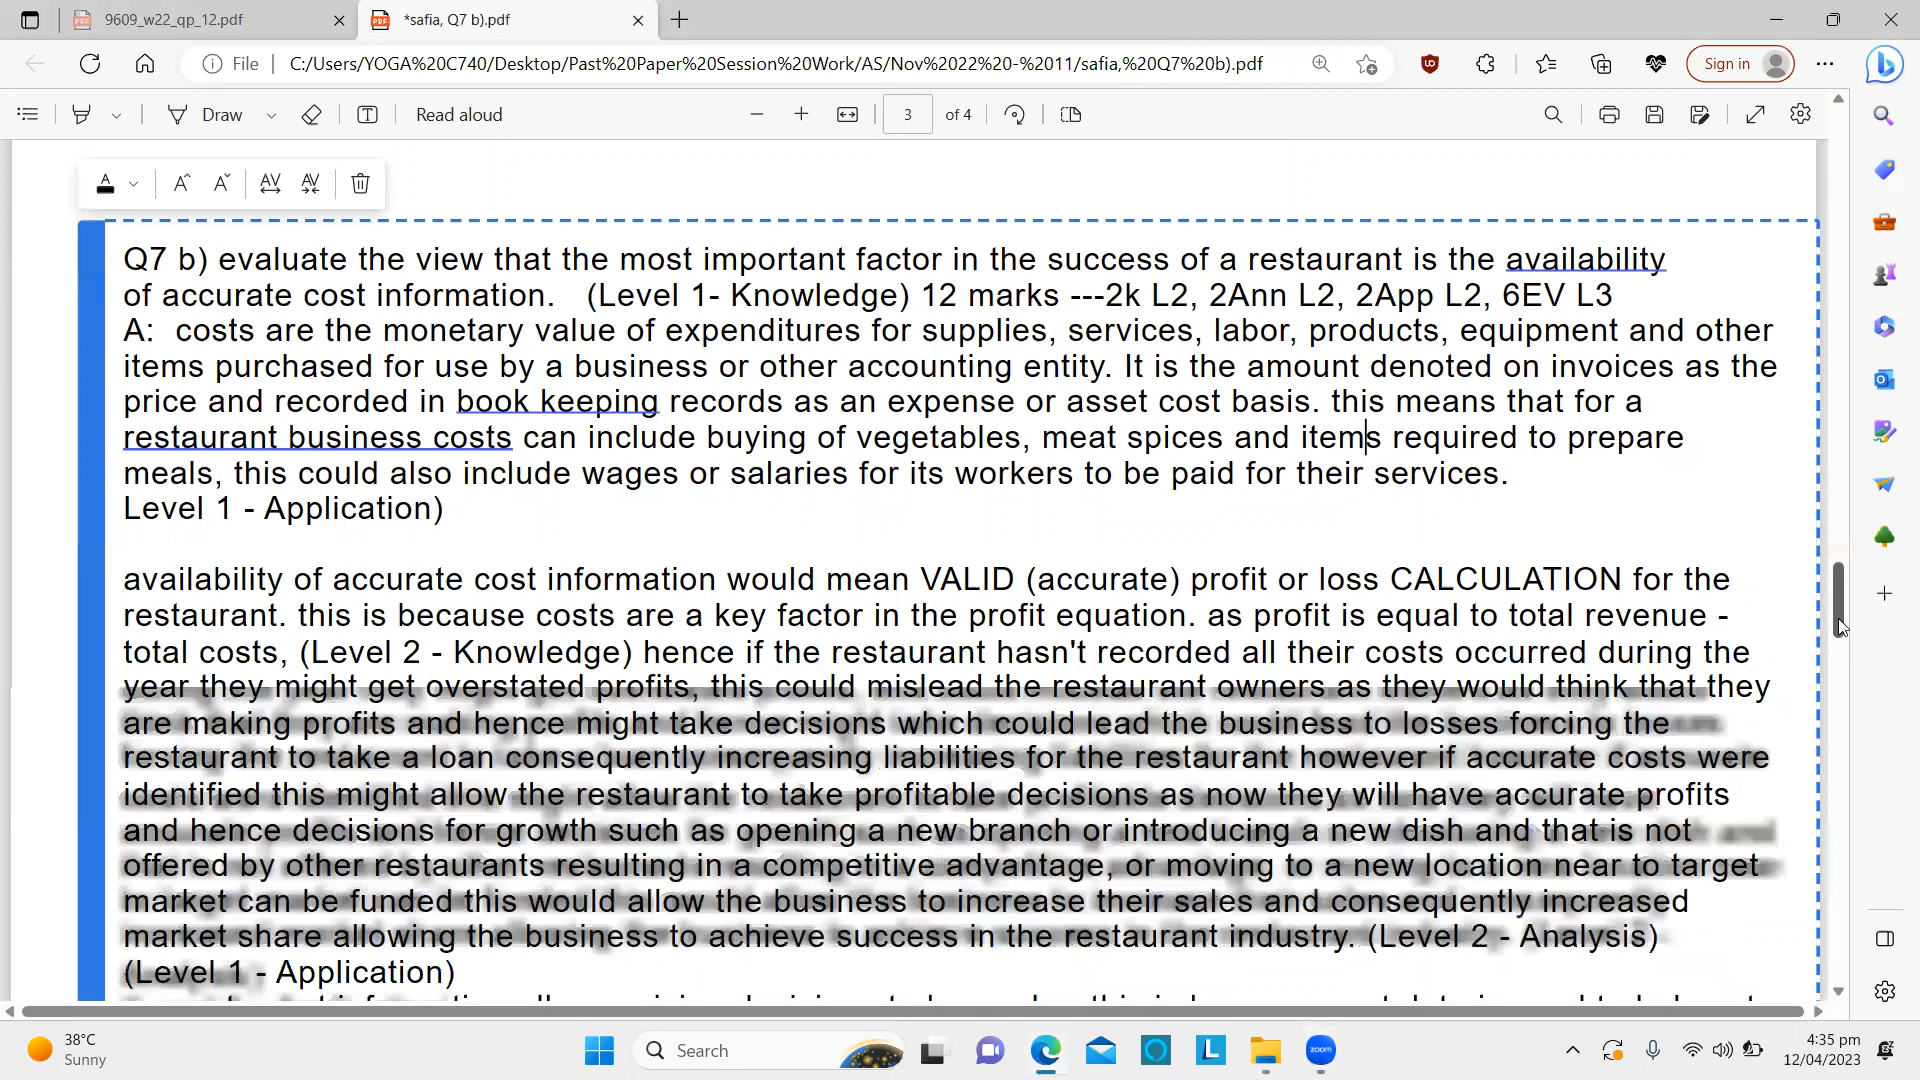 9609_w22_qp_12.pdf
*safia, Q7 b).pdf
File
C:/Users/YOGA%20C740/Desktop/Past%20Paper%20Session%20Work/AS/Nov%2022%20-%2011/safia,%20Q7%20b).pdf
Sign in
Draw
Read aloud
3 of 4
Q7 b) evaluate the view that the most important factor in the success of a restaurant is the availability
of accurate cost information. (Level 1- Knowledge) 12 marks ---2k L2, 2Ann L2, 2App L2, 6EV L3
A: costs are the monetary value of expenditures for supplies, services, labor, products, equipment and other
items purchased for use by a business or other accounting entity. It is the amount denoted on invoices as the
price and recorded in book keeping records as an expense or asset cost basis. this means that for a
restaurant business costs can include buying of vegetables, meat spices and items required to prepare
meals, this could also include wages or salaries for its workers to be paid for their services.
Level 1 - Application)
availability of accurate cost information would mean VALID (accurate) profit or loss CALCULATION for the
restaurant. this is because costs are a key factor in the profit equation. as profit is equal to total revenue -
total costs, (Level 2 - Knowledge) hence if the restaurant hasn't recorded all their costs occurred during the
year they might get overstated profits, this could mislead the restaurant owners as they would think that they
are making profits and hence might take decisions which could lead the business to losses forcing the
restaurant to take a loan consequently increasing liabilities for the restaurant however if accurate costs were
identified this might allow the restaurant to take profitable decisions as now they will have accurate profits
and hence decisions for growth such as opening a new branch or introducing a new dish and that is not
offered by other restaurants resulting in a competitive advantage, or moving to a new location near to target
market can be funded this would allow the business to increase their sales and consequently increased
market share allowing the business to achieve success in the restaurant industry. (Level 2 - Analysis)
(Level 1 - Application)
38°C
Sunny
Search
zoom
4:35 pm
12/04/2023